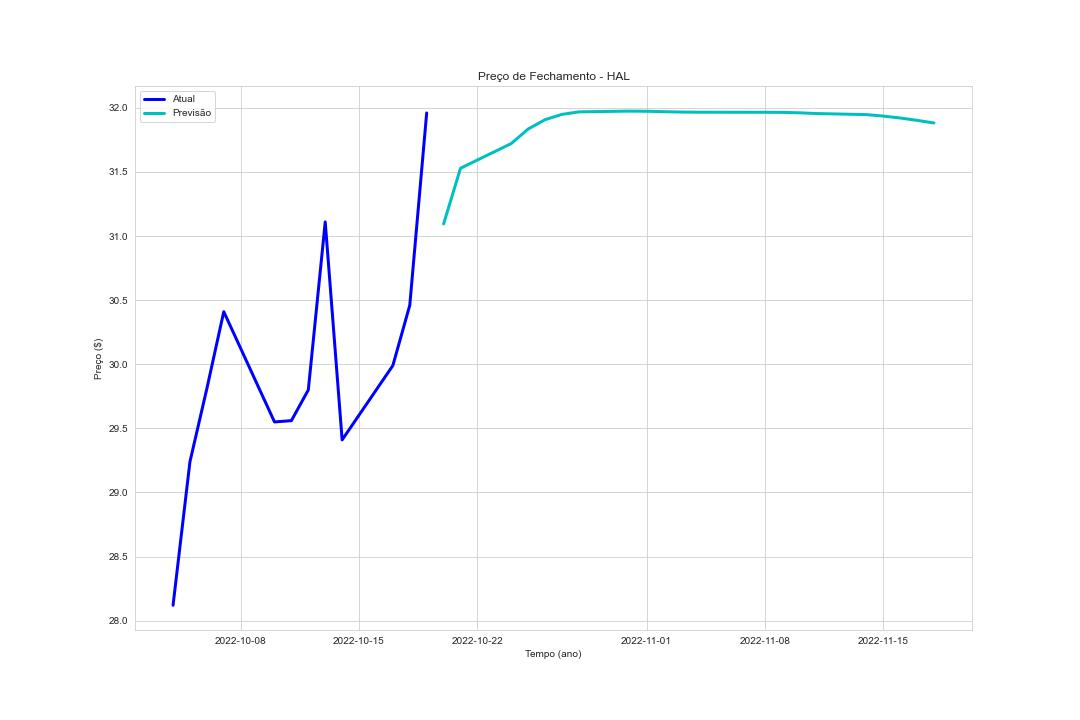 Preço de Fechamento - HAL
Atual
Previsão
32.0
31.5
31.0
30.5
30.0
29.5
29.0
28.5
28.0
Preço ($)
2022-10-08 2022-10-15 2022-10-22 2022-11-01 2022-11-08 2022-11-15
Tempo (ano)